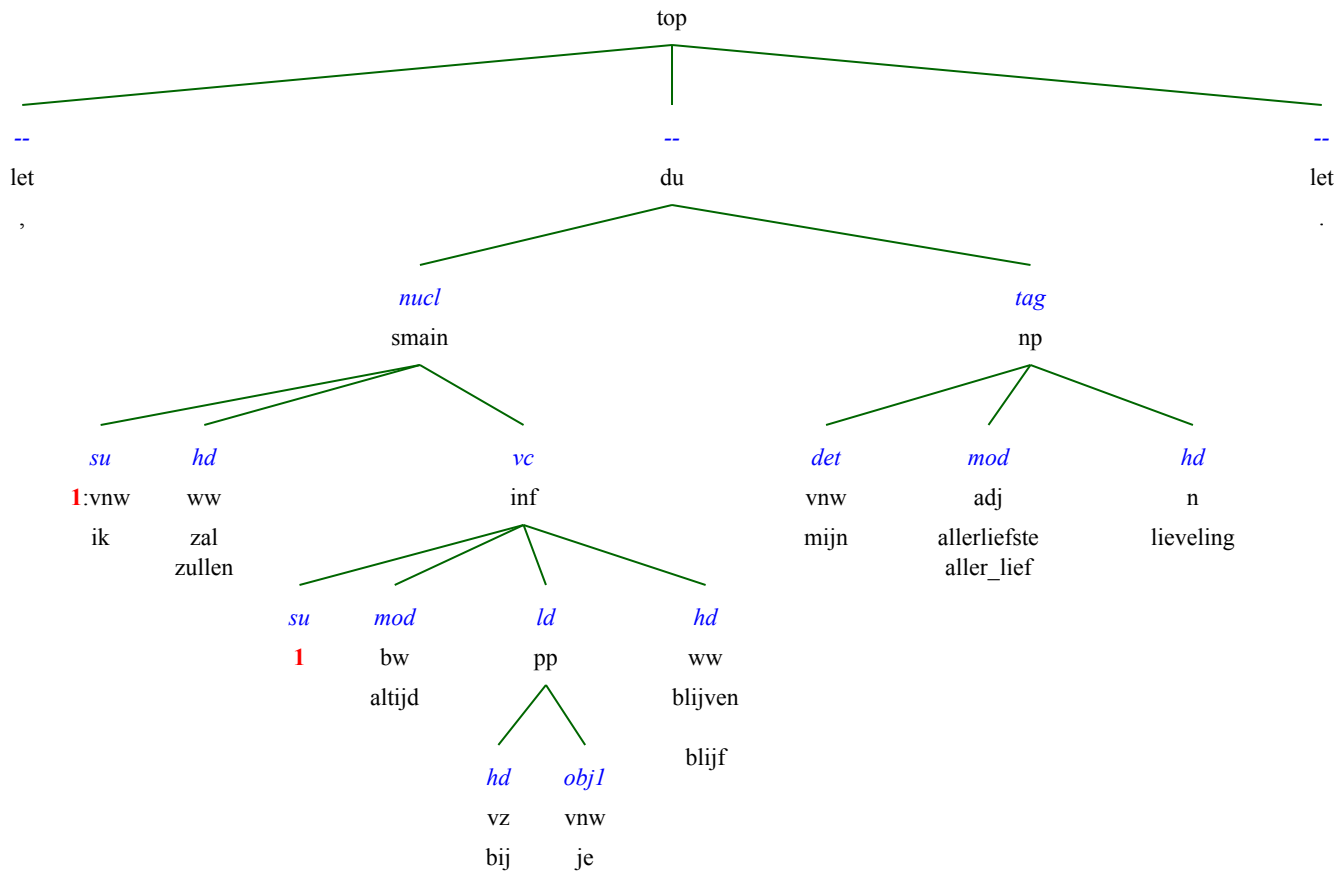 top
-- -- --
let du let
, .
nucl tag
smain np
su hd vc det mod hd
1:vnw ww inf vnw adj n
ik zal mijn allerliefste lieveling
zullen aller_lief
su mod ld hd
1 bw pp ww
altijd blijven
blijf
hd obj1
vz vnw
bij je